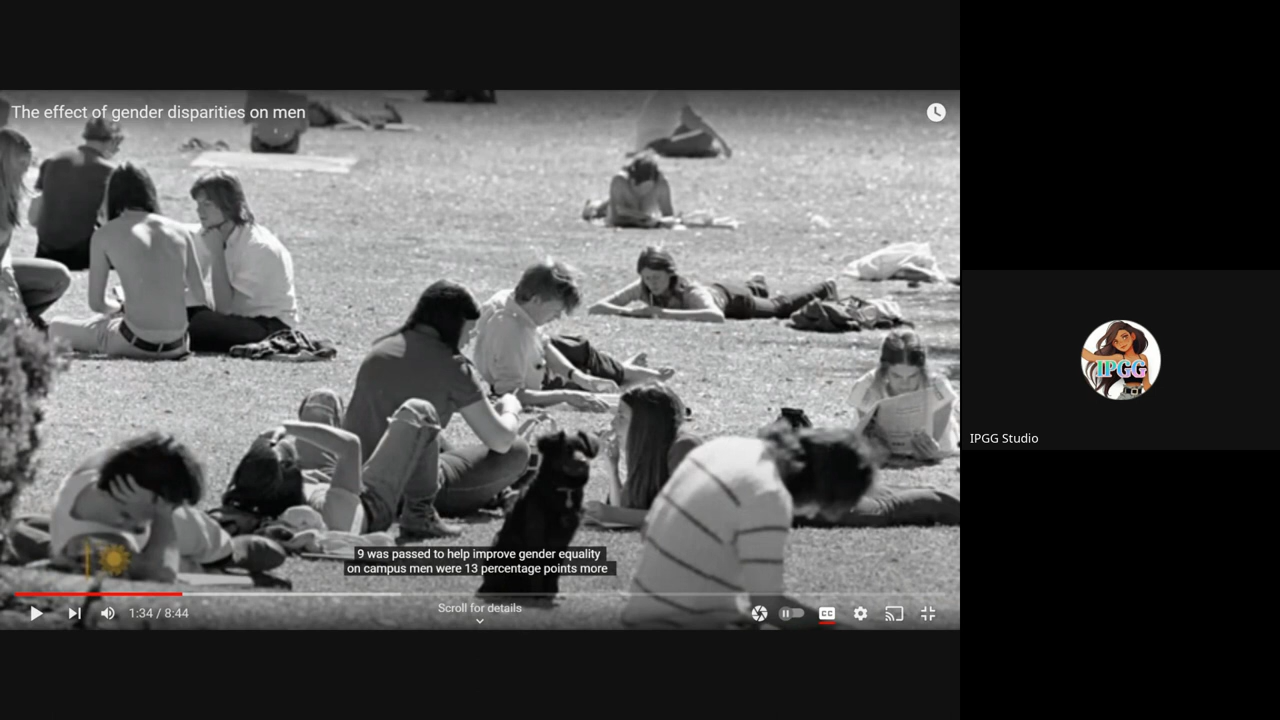 The effect of gender disparities on men
IPGG
IPGG Studio
9 was passed to help improve gender equality
on campus men were 13 percentage points more
Scroll for details
1:34 / 8:44
CC